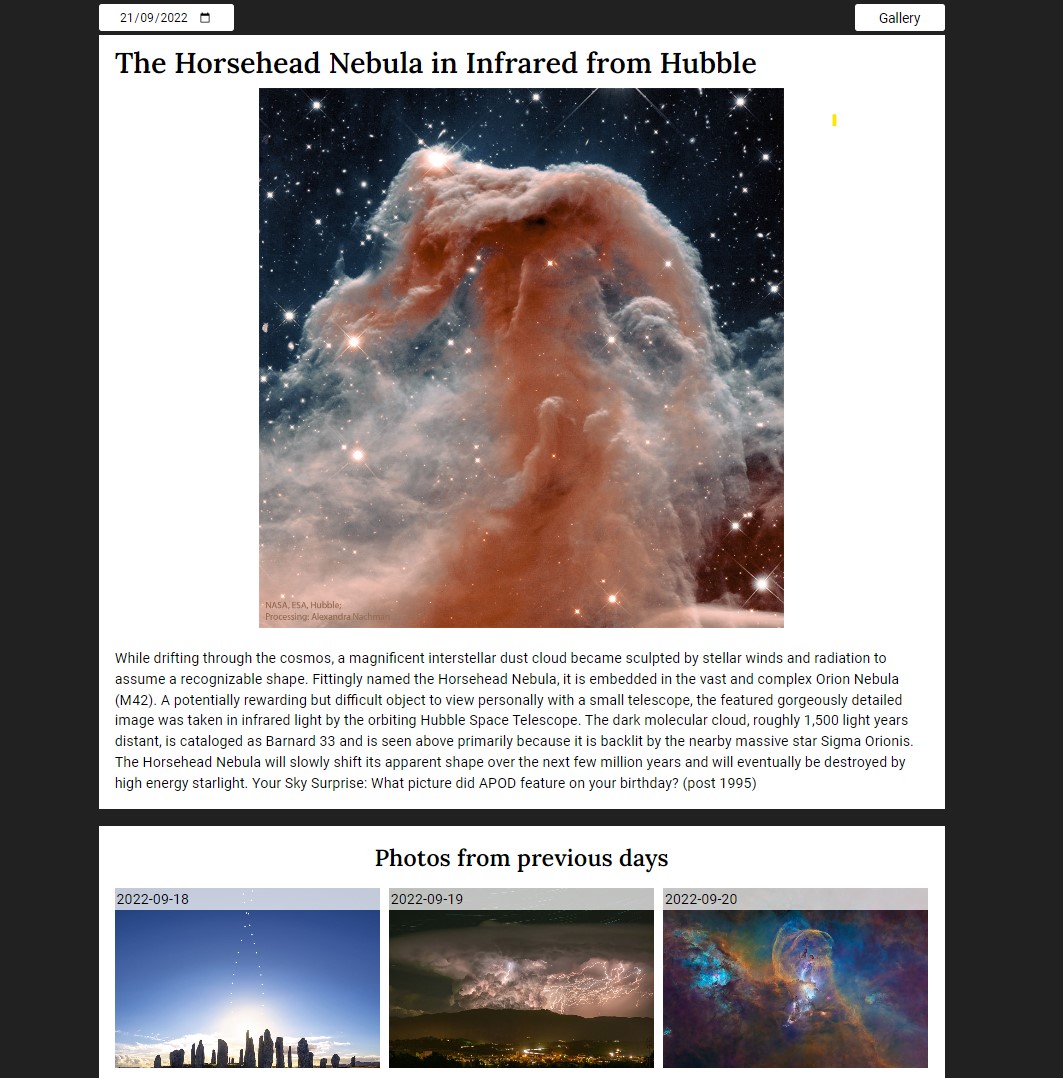 21/09/2022
Gallery
The Horsehead Nebula in Infrared from Hubble
NASA, ESA, Hubble;
Processing: Alexandra Nachman
While drifting through the cosmos, a magnificent interstellar dust cloud became sculpted by stellar winds and radiation to
assume a recognizable shape. Fittingly named the Horsehead Nebula, it is embedded in the vast and complex Orion Nebula
(M42). A potentially rewarding but difficult object to view personally with a small telescope, the featured gorgeously detailed
image was taken in infrared light by the orbiting Hubble Space Telescope. The dark molecular cloud, roughly 1,500 light years
distant, is cataloged as Barnard 33 and is seen above primarily because it is backlit by the nearby massive star Sigma Orionis.
The Horsehead Nebula will slowly shift its apparent shape over the next few million years and will eventually be destroyed by
high energy starlight. Your Sky Surprise: What picture did APOD feature on your birthday? (post 1995)
Photos from previous days
2022-09-18
2022-09-19
2022-09-20